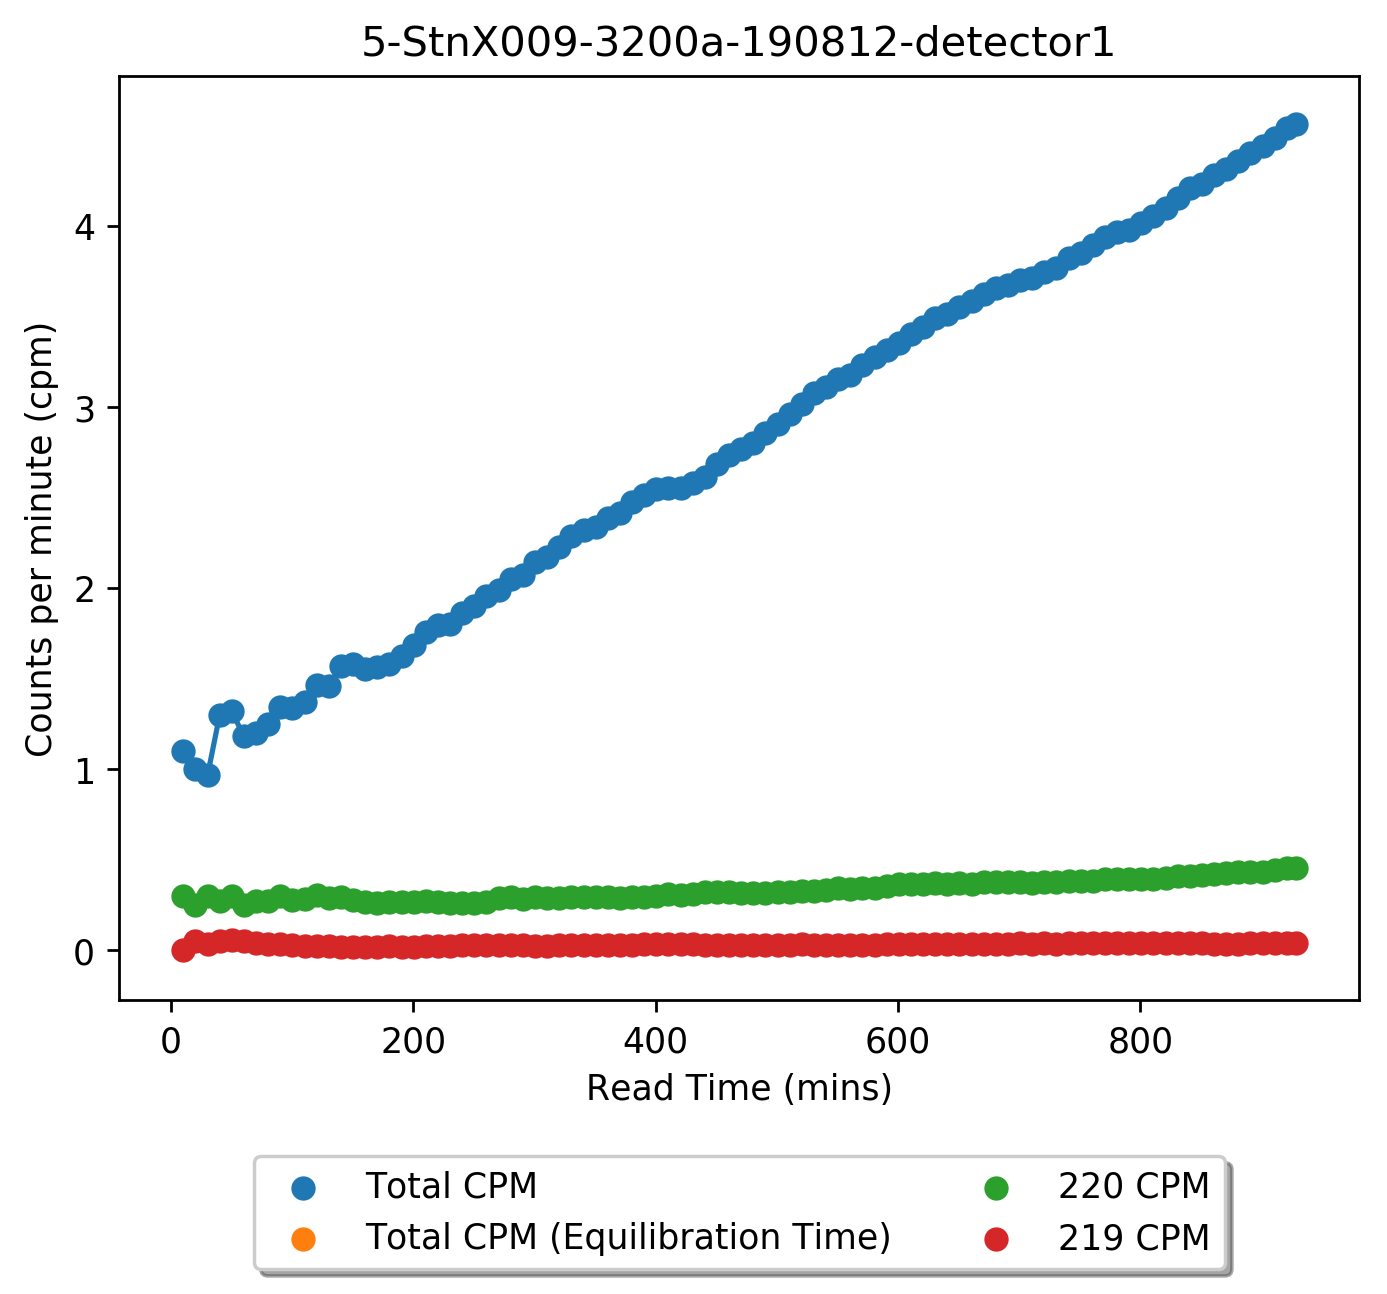 5-StnX009-3200a-190812-detector1
Counts per minute (cpm)
4
3
2
1
0
0 200 400 600 800
Read Time (mins)
Total CPM 220 CPM
Total CPM (Equilibration Time) 219 CPM